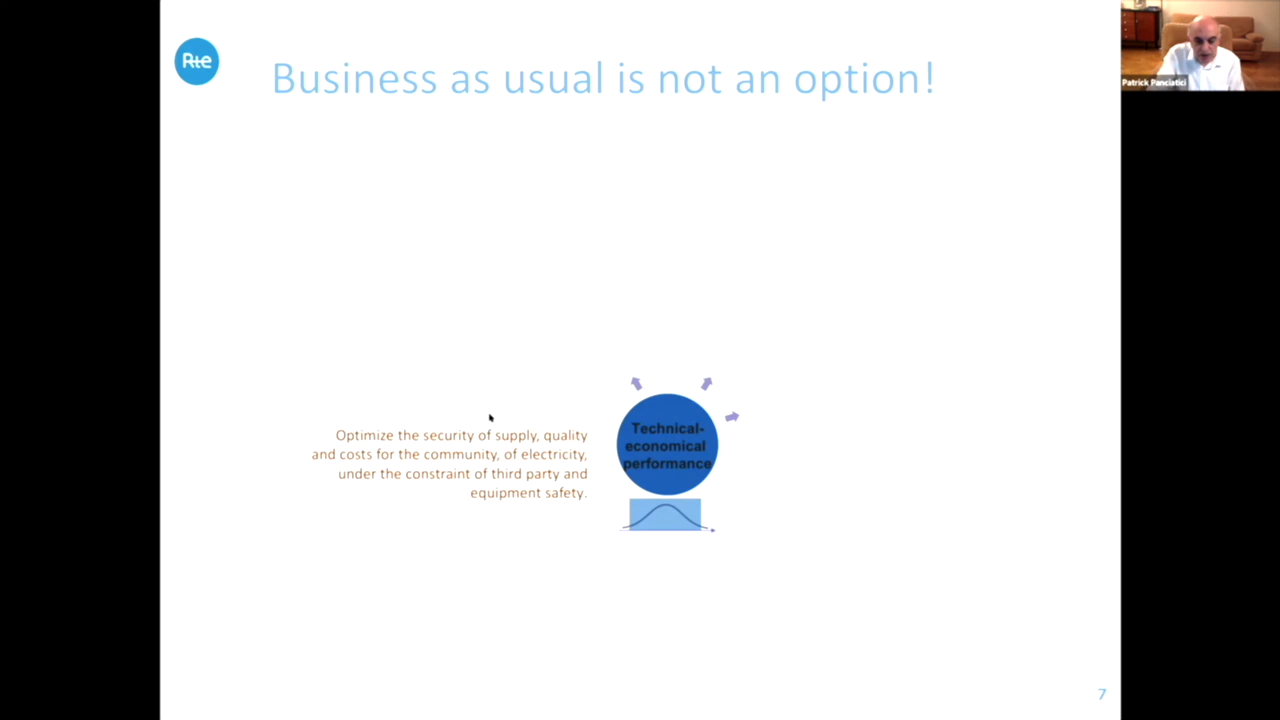 Rte
Business as usual is not an option!
Patrick Panciatici
Optimize the security of supply, quality
and costs for the community, of electricity,
under the constraint of third party and
equipment safety.
Technical-
economical
performance
7